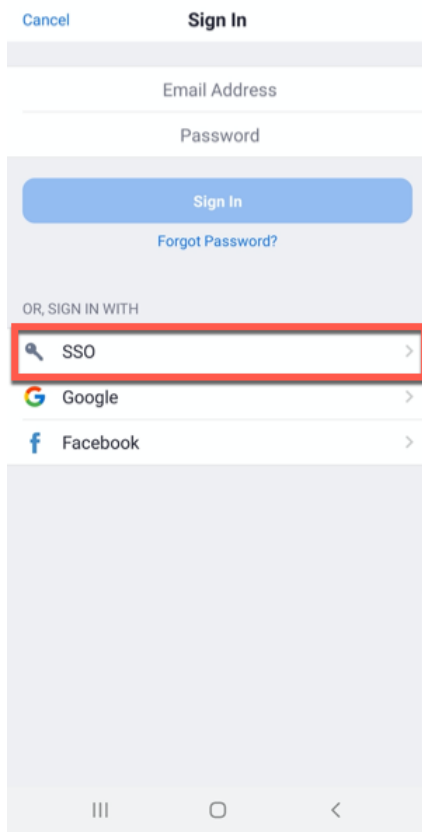 Cancel Sign In
Email Address
Password
Sign In
Forgot Password?
OR, SIGN IN WITH
SSO
Google
Facebook